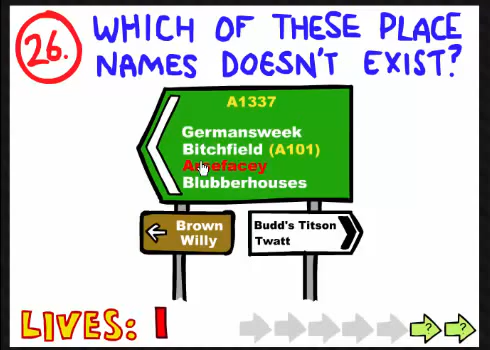 26.
WHICH OF THESE PLACE
NAMES DOESN'T EXIST?
A1337
Germansweek
Bitchfield (A101)
Blubberhouses
Brown
Willy
Budd's Titson
Twatt
LIVES: 1
? ?